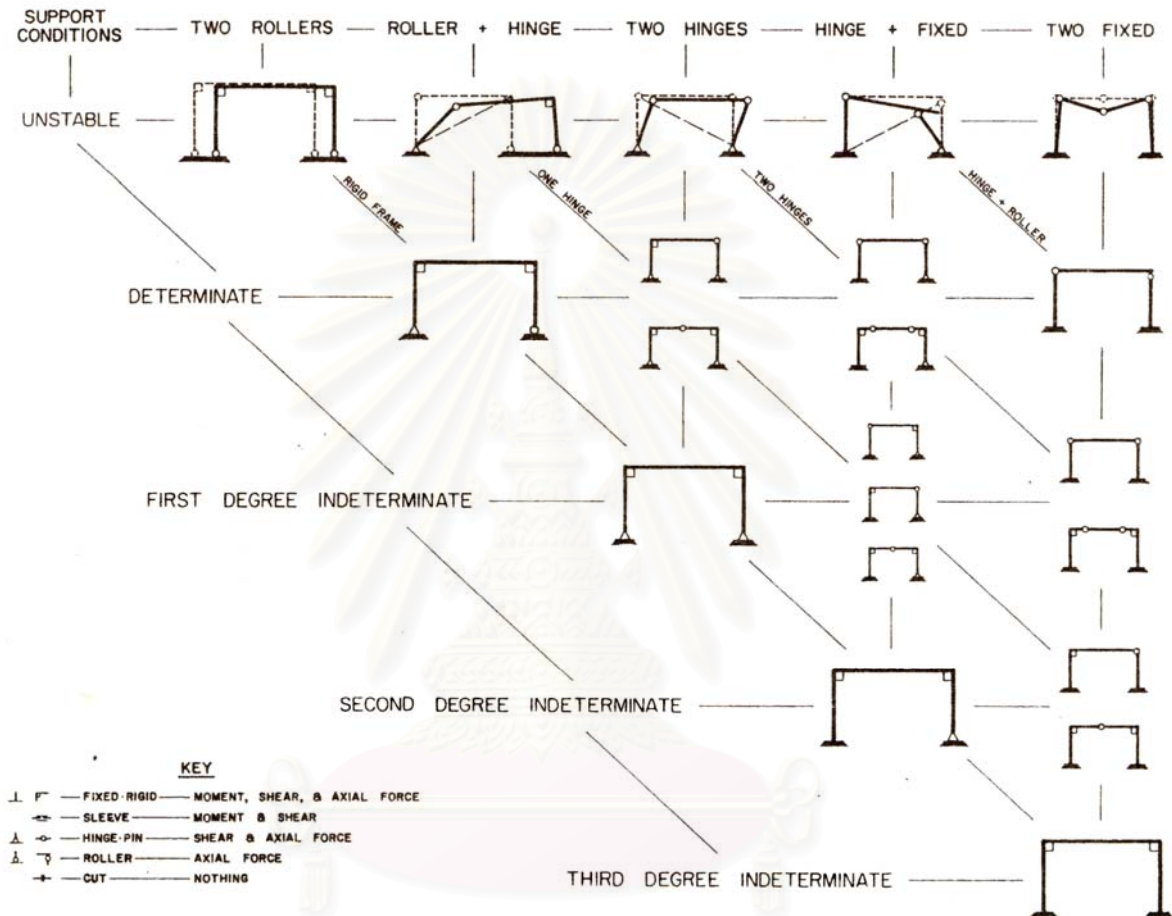 SUPPORT CONDITIONS — TWO ROLLERS — ROLLER + HINGE — TWO HINGES — HINGE + FIXED — TWO FIXED
UNSTABLE
RIGID FRAME
ONE HINGE
TWO HINGES
HINGE + ROLLER
DETERMINATE
FIRST DEGREE INDETERMINATE
SECOND DEGREE INDETERMINATE
THIRD DEGREE INDETERMINATE
KEY
FIXED-RIGID — MOMENT, SHEAR, & AXIAL FORCE
SLEEVE — MOMENT & SHEAR
HINGE-PIN — SHEAR & AXIAL FORCE
ROLLER — AXIAL FORCE
CUT — NOTHING